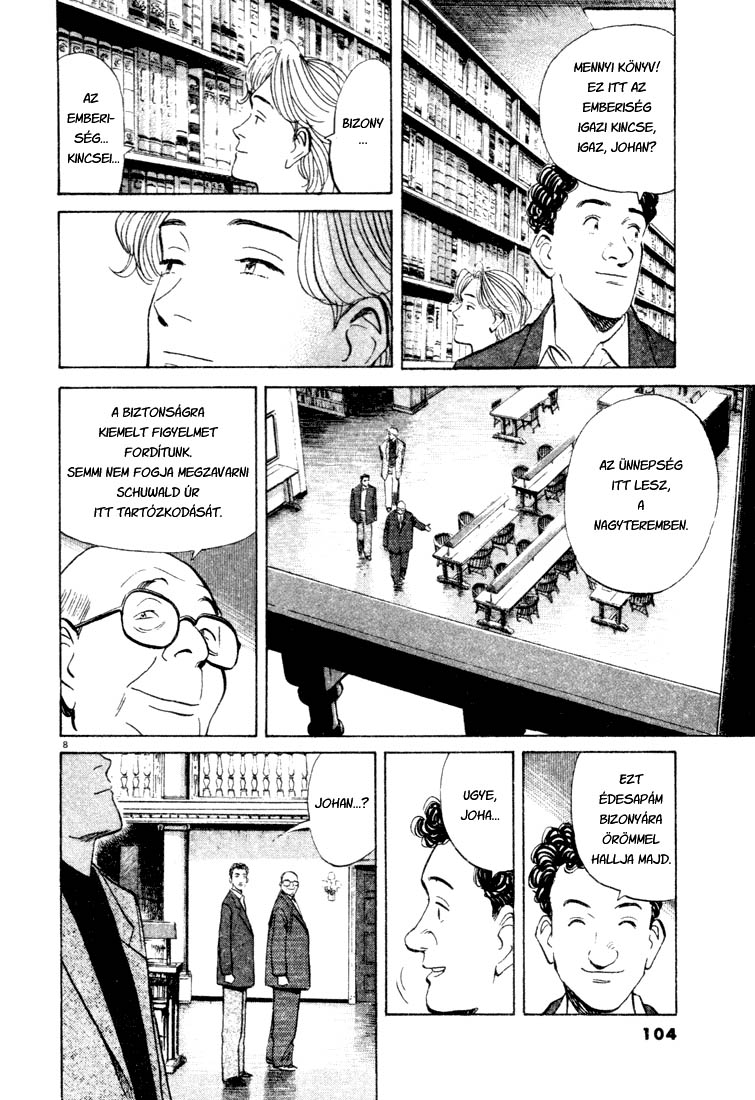 MENNYI KÖNYV!
EZ ITT AZ
EMBERISÉG
IGAZI KINCSE,
IGAZ, JOHAN?
BIZONY
...
AZ
EMBERI-
SÉG...
KINCSEI...
AZ ÜNNEPSÉG
ITT LESZ,
A
NAGYTEREMBEN.
A BIZTONSÁGRA
KIEMELT FIGYELMET
FORDÍTUNK.
SEMMI NEM FOGJA MEGZAVARNI
SCHUWALD ÚR
ITT TARTÓZKODÁSÁT.
EZT
ÉDESAPÁM
BIZONYÁRA
ÖRÖMMEL
HALLJA MAJD.
UGYE,
JOHA...
JOHAN...?
8
104